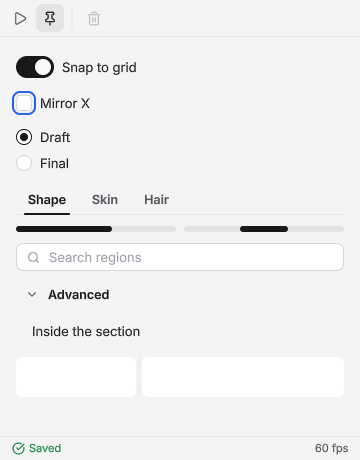 Snap to grid
Mirror X
Draft
Final
Shape Skin Hair
Search regions
Advanced
Inside the section
Saved 60 fps